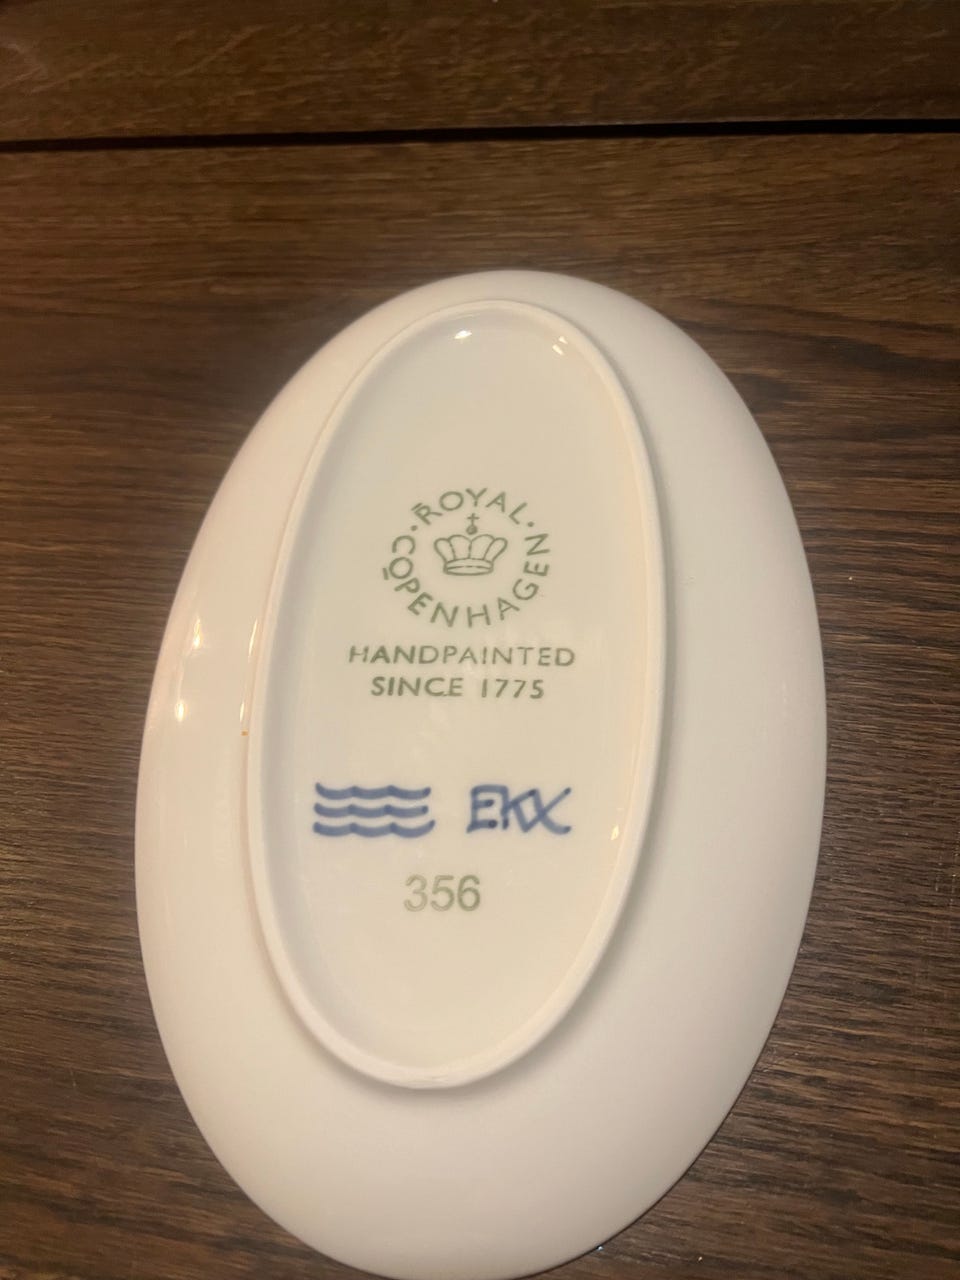 ROYAL
COPENHAGEN
HANDPAINTED
SINCE 1775
EKX
356